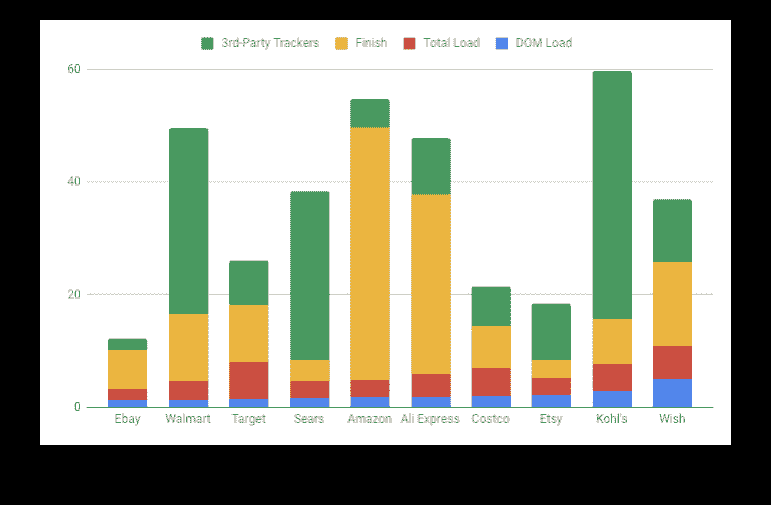 3rd-Party Trackers Finish Total Load DOM Load
60
40
20
0
Ebay Walmart Target Sears Amazon Ali Express Costco Etsy Kohl's Wish